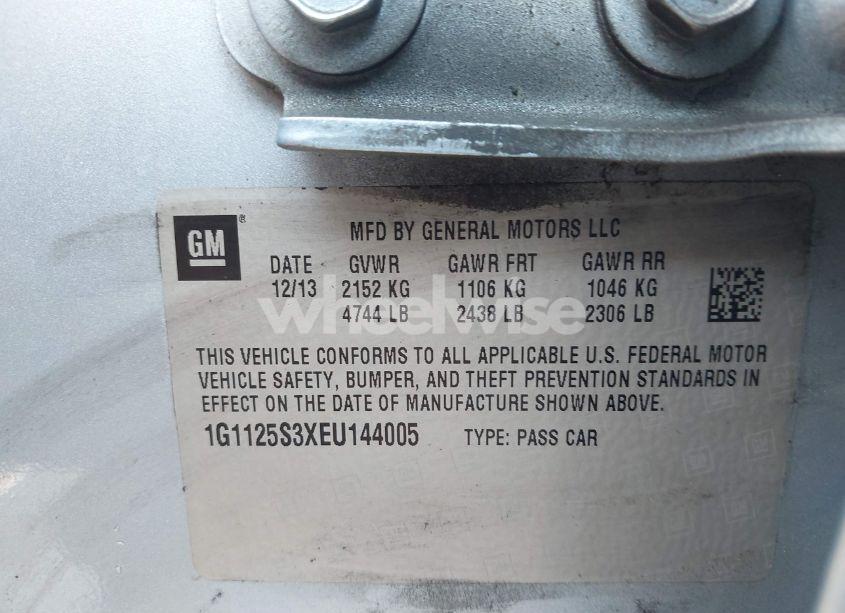 GM ®
MFD BY GENERAL MOTORS LLC
DATE GVWR GAWR FRT GAWR RR
12/13 2152 KG 1106 KG 1046 KG
4744 LB 2438 LB 2306 LB
wheelwise
THIS VEHICLE CONFORMS TO ALL APPLICABLE U.S. FEDERAL MOTOR
VEHICLE SAFETY, BUMPER, AND THEFT PREVENTION STANDARDS IN
EFFECT ON THE DATE OF MANUFACTURE SHOWN ABOVE.
1G1125S3XEU144005 TYPE: PASS CAR